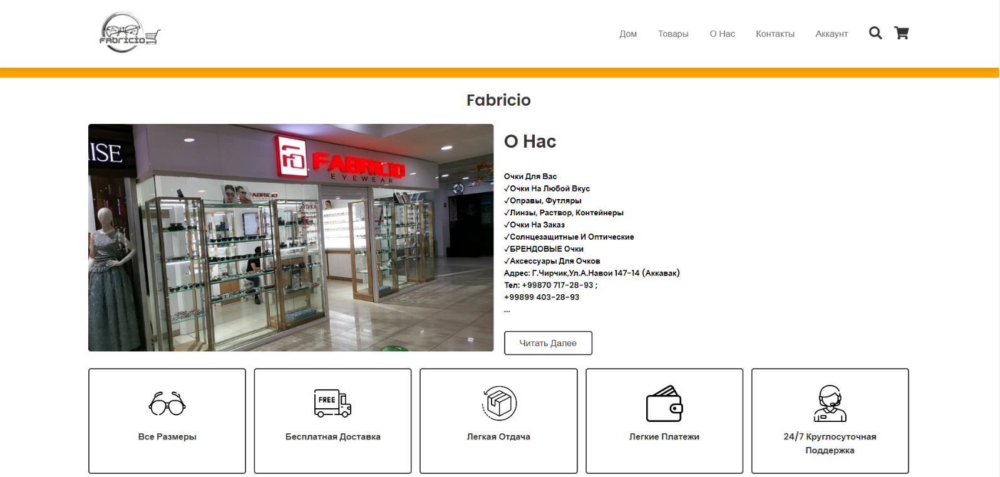 Fabricio
Дом
Товары
О Нас
Контакты
Аккаунт
Fabricio
ISE
FABRICIO
EYEWEAR
FABRICIO
ОПТИКА
О Нас
Очки Для Вас
✓Очки На Любой Вкус
✓Оправы, Футляры
✓Линзы, Раствор, Контейнеры
✓Очки На Заказ
✓Солнцезащитные И Оптические
✓БРЕНДОВЫЕ Очки
✓Аксессуары Для Очков
Адрес: Г.Чирчик,Ул.А.Навои 147-14 (Аккавак)
Тел: +99870 717-28-93 ;
+99899 403-28-93
...
Читать Далее
Все Размеры
FREE
Бесплатная Доставка
Легкая Отдача
Легкие Платежи
24/7 Круглосуточная
Поддержка